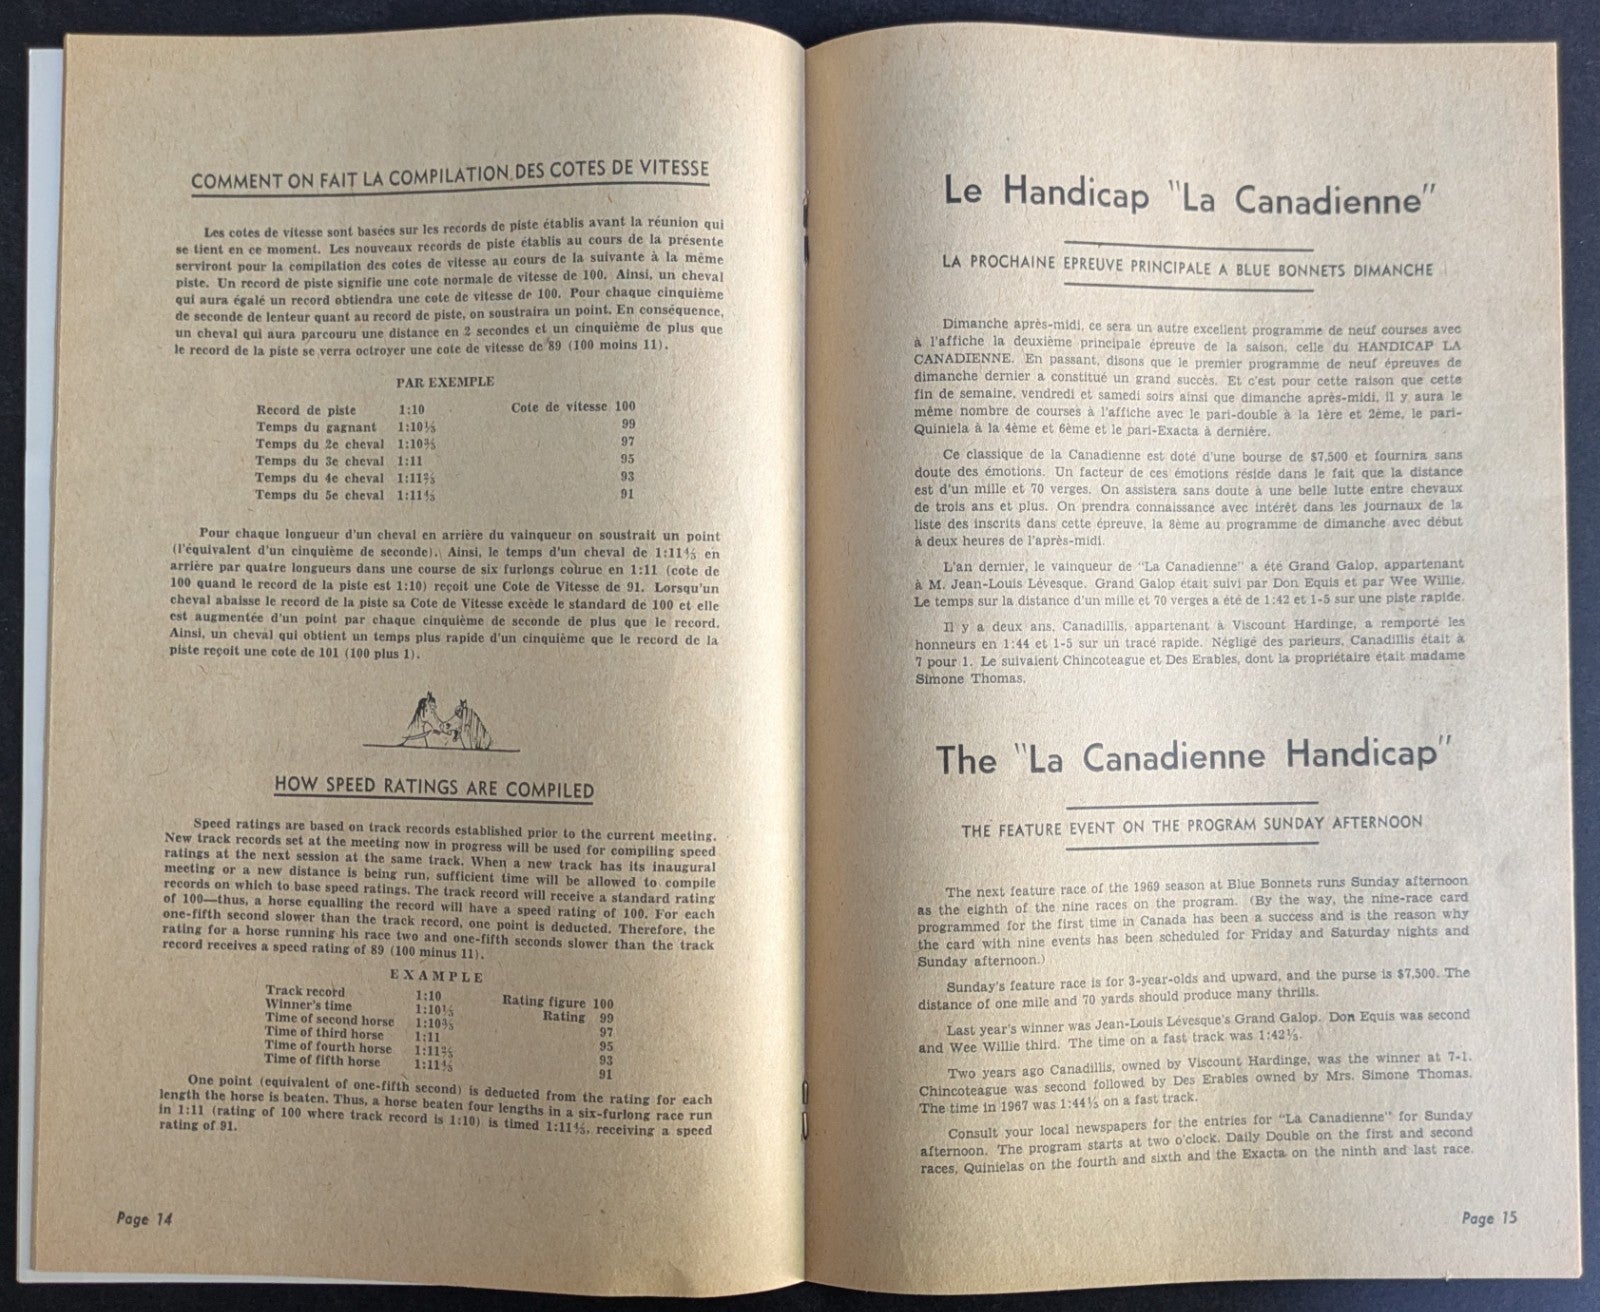 COMMENT ON FAIT LA COMPILATION DES COTES DE VITESSE
Les cotes de vitesse sont basées sur les records de piste établis avant la réunion qui
se tient en ce moment. Les nouveaux records de piste établis au cours de la présente
serviront pour la compilation des cotes de vitesse au cours de la suivante à la même
piste. Un record de piste signifie une cote normale de vitesse de 100. Ainsi, un cheval
qui aura égalé un record obtiendra une cote de vitesse de 100. Pour chaque cinquième
de seconde de lenteur quant au record de piste, on soustraira un point. En conséquence,
un cheval qui aura parcouru une distance en 2 secondes et un cinquième de plus que
le record de la piste se verra octroyer une cote de vitesse de 89 (100 moins 11).
PAR EXEMPLE
Record de piste 1:10 Cote de vitesse 100
Temps du gagnant 1:10⅕ 99
Temps du 2e cheval 1:10⅗ 97
Temps du 3e cheval 1:11 95
Temps du 4e cheval 1:11⅖ 93
Temps du 5e cheval 1:11⅘ 91
Pour chaque longueur d'un cheval en arrière du vainqueur on soustrait un point
(l'équivalent d'un cinquième de seconde). Ainsi, le temps d'un cheval de 1:11⅘ en
arrière par quatre longueurs dans une course de six furlongs courue en 1:11 (cote de
100 quand le record de la piste est 1:10) reçoit une Cote de Vitesse de 91. Lorsqu'un
cheval abaisse le record de la piste sa Cote de Vitesse excède le standard de 100 et elle
est augmentée d'un point par chaque cinquième de seconde de plus que le record.
Ainsi, un cheval qui obtient un temps plus rapide d'un cinquième que le record de la
piste reçoit une cote de 101 (100 plus 1).
HOW SPEED RATINGS ARE COMPILED
Speed ratings are based on track records established prior to the current meeting.
New track records set at the meeting now in progress will be used for compiling speed
ratings at the next session at the same track. When a new track has its inaugural
meeting or a new distance is being run, sufficient time will be allowed to compile
records on which to base speed ratings. The track record will receive a standard rating
of 100—thus, a horse equalling the record will have a speed rating of 100. For each
one-fifth second slower than the track record, one point is deducted. Therefore, the
rating for a horse running his race two and one-fifth seconds slower than the track
record receives a speed rating of 89 (100 minus 11).
EXAMPLE
Track record 1:10 Rating figure 100
Winner's time 1:10⅕ Rating 99
Time of second horse 1:10⅗ 97
Time of third horse 1:11 95
Time of fourth horse 1:11⅖ 93
Time of fifth horse 1:11⅘ 91
One point (equivalent of one-fifth second) is deducted from the rating for each
length the horse is beaten. Thus, a horse beaten four lengths in a six-furlong race run
in 1:11 (rating of 100 where track record is 1:10) is timed 1:11⅘, receiving a speed
rating of 91.
Page 14
Le Handicap "La Canadienne"
LA PROCHAINE EPREUVE PRINCIPALE A BLUE BONNETS DIMANCHE
Dimanche après-midi, ce sera un autre excellent programme de neuf courses avec
à l'affiche la deuxième principale épreuve de la saison, celle du HANDICAP LA
CANADIENNE. En passant, disons que le premier programme de neuf épreuves de
dimanche dernier a constitué un grand succès. Et c'est pour cette raison que cette
fin de semaine, vendredi et samedi soirs ainsi que dimanche après-midi, il y aura le
même nombre de courses à l'affiche avec le pari-double à la 1ère et 2ème, le pari-
Quiniela à la 4ème et 6ème et le pari-Exacta à dernière.
Ce classique de la Canadienne est doté d'une bourse de $7,500 et fournira sans
doute des émotions. Un facteur de ces émotions réside dans le fait que la distance
est d'un mille et 70 verges. On assistera sans doute à une belle lutte entre chevaux
de trois ans et plus. On prendra connaissance avec intérêt dans les journaux de la
liste des inscrits dans cette épreuve, la 8ème au programme de dimanche avec début
à deux heures de l'après-midi.
L'an dernier, le vainqueur de "La Canadienne" a été Grand Galop, appartenant
à M. Jean-Louis Lévesque. Grand Galop était suivi par Don Equis et par Wee Willie.
Le temps sur la distance d'un mille et 70 verges a été de 1:42 et 1-5 sur une piste rapide.
Il y a deux ans, Canadillis, appartenant à Viscount Hardinge, a remporté les
honneurs en 1:44 et 1-5 sur un tracé rapide. Négligé des parieurs, Canadillis était à
7 pour 1. Le suivaient Chincoteague et Des Erables, dont la propriétaire était madame
Simone Thomas.
The "La Canadienne Handicap"
THE FEATURE EVENT ON THE PROGRAM SUNDAY AFTERNOON
The next feature race of the 1969 season at Blue Bonnets runs Sunday afternoon
as the eighth of the nine races on the program. (By the way, the nine-race card
programmed for the first time in Canada has been a success and is the reason why
the card with nine events has been scheduled for Friday and Saturday nights and
Sunday afternoon.)
Sunday's feature race is for 3-year-olds and upward, and the purse is $7,500. The
distance of one mile and 70 yards should produce many thrills.
Last year's winner was Jean-Louis Lévesque's Grand Galop. Don Equis was second
and Wee Willie third. The time on a fast track was 1:42⅕.
Two years ago Canadillis, owned by Viscount Hardinge, was the winner at 7-1.
Chincoteague was second followed by Des Erables owned by Mrs. Simone Thomas.
The time in 1967 was 1:44⅕ on a fast track.
Consult your local newspapers for the entries for "La Canadienne" for Sunday
afternoon. The program starts at two o'clock. Daily Double on the first and second
races, Quinielas on the fourth and sixth and the Exacta on the ninth and last race.
Page 15